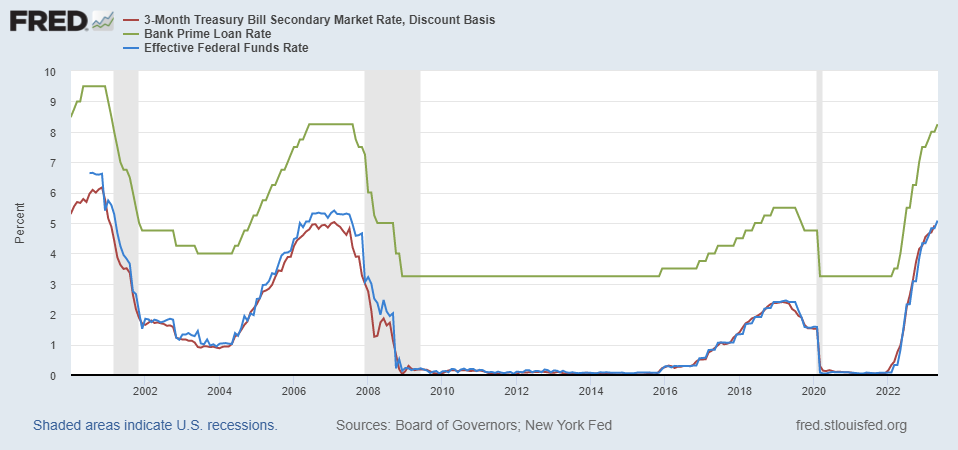 FRED
3-Month Treasury Bill Secondary Market Rate, Discount Basis
Bank Prime Loan Rate
Effective Federal Funds Rate
10
9
8
7
6
5
4
3
2
1
0
Percent
2002 2004 2006 2008 2010 2012 2014 2016 2018 2020 2022
Shaded areas indicate U.S. recessions. Sources: Board of Governors; New York Fed fred.stlouisfed.org